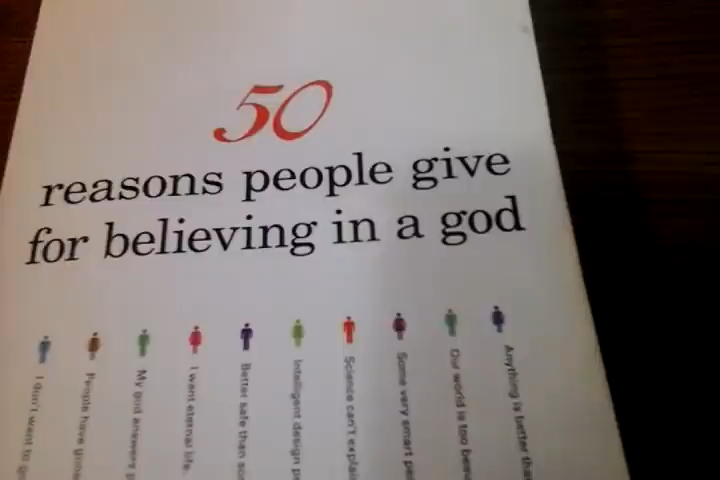 50
reasons people give
for believing in a god
I don't want to
People have gone
My god answers
I want eternal life.
Better safe than
Intelligent design
Science can't explain
Some very smart
Our world is too
Anything is better